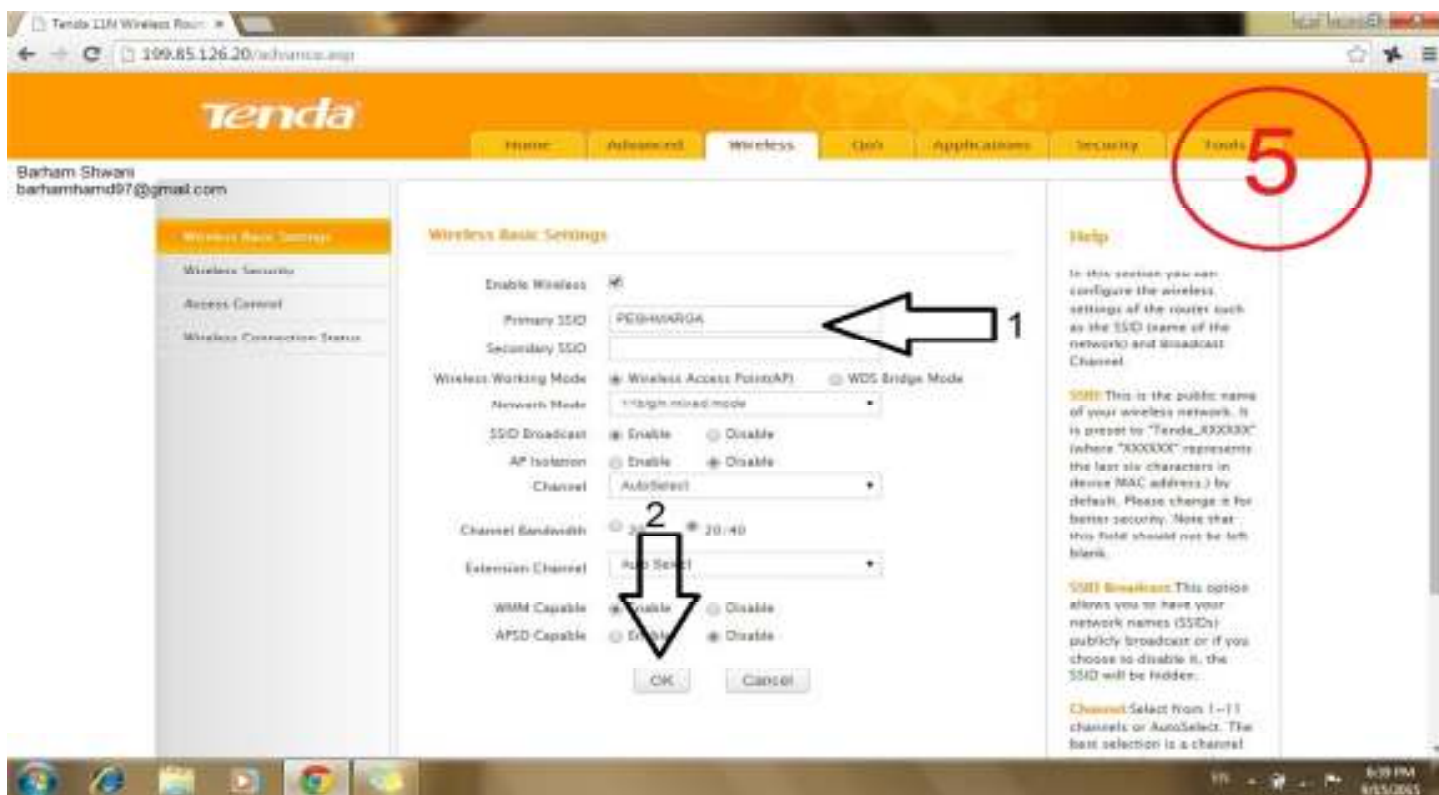 Tenda 11N Wireless Rout
199.85.126.20/advance.asp
Tenda
5
Home Advanced Wireless QoS Applications Security Tools
Barham Shwani
barhamhamd97@gmail.com
Wireless Basic Settings
Wireless Security
Access Control
Wireless Connection Status
Wireless Basic Settings
Enable Wireless
Primary SSID PESHMARGA
1
Secondary SSID
Wireless Working Mode Wireless Access Point(AP) WDS Bridge Mode
Network Mode 11b/g/n mixed mode
SSID Broadcast Enable Disable
AP Isolation Enable Disable
Channel AutoSelect
2
Channel Bandwidth 20/40
Extension Channel Auto Select
WMM Capable Enable Disable
APSD Capable Enable Disable
OK Cancel
Help
In this section you can
configure the wireless
settings of the router such
as the SSID (name of the
network) and Broadcast
Channel.
SSID: This is the public name
of your wireless network. It
is preset to "Tenda_XXXXXX"
(where "XXXXXX" represents
the last six characters in
device MAC address.) by
default. Please change it for
better security. Note that
this field should not be left
blank.
SSID Broadcast: This option
allows you to have your
network names (SSIDs)
publicly broadcast or if you
choose to disable it, the
SSID will be hidden.
Channel: Select from 1~11
channels or AutoSelect. The
best selection is a channel
EN
6:39 PM
6/15/2015